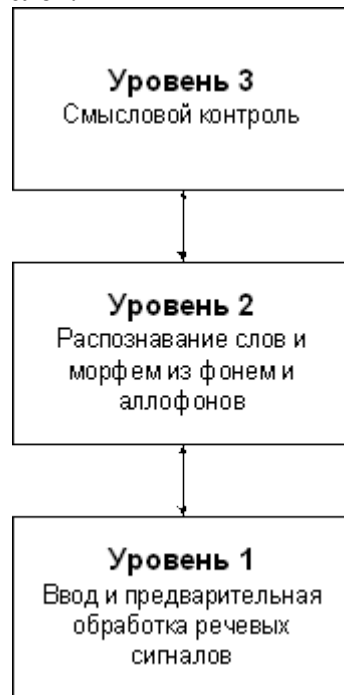 Уровень 3
Смысловой контроль
Уровень 2
Распознавание слов и
морфем из фонем и
аллофонов
Уровень 1
Ввод и предварительная
обработка речевых
сигналов